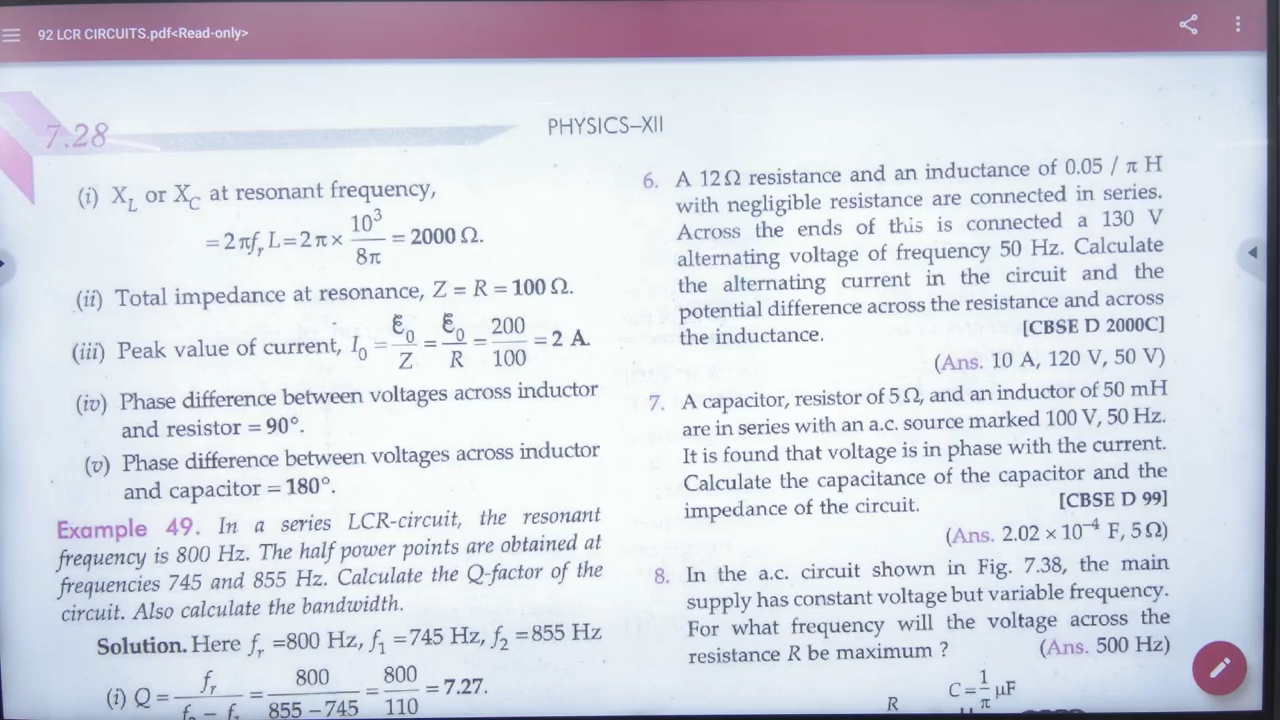 92 LCR CIRCUITS.pdf<Read-only>
7.28
PHYSICS–XII
(i) X_L or X_C at resonant frequency,
= 2πf_r L = 2π × 10³/8π = 2000 Ω.
(ii) Total impedance at resonance, Z = R = 100 Ω.
(iii) Peak value of current, I₀ = ℰ₀/Z = ℰ₀/R = 200/100 = 2 A.
(iv) Phase difference between voltages across inductor
and resistor = 90°.
(v) Phase difference between voltages across inductor
and capacitor = 180°.
Example 49. In a series LCR-circuit, the resonant
frequency is 800 Hz. The half power points are obtained at
frequencies 745 and 855 Hz. Calculate the Q-factor of the
circuit. Also calculate the bandwidth.
Solution. Here f_r =800 Hz, f₁ =745 Hz, f₂ =855 Hz
(i) Q = f_r/(f₂ – f₁) = 800/(855 – 745) = 800/110 = 7.27.
6. A 12 Ω resistance and an inductance of 0.05 / π H
with negligible resistance are connected in series.
Across the ends of this is connected a 130 V
alternating voltage of frequency 50 Hz. Calculate
the alternating current in the circuit and the
potential difference across the resistance and across
the inductance. [CBSE D 2000C]
(Ans. 10 A, 120 V, 50 V)
7. A capacitor, resistor of 5 Ω, and an inductor of 50 mH
are in series with an a.c. source marked 100 V, 50 Hz.
It is found that voltage is in phase with the current.
Calculate the capacitance of the capacitor and the
impedance of the circuit. [CBSE D 99]
(Ans. 2.02 × 10⁻⁴ F, 5 Ω)
8. In the a.c. circuit shown in Fig. 7.38, the main
supply has constant voltage but variable frequency.
For what frequency will the voltage across the
resistance R be maximum ? (Ans. 500 Hz)
R C = 1/π μF